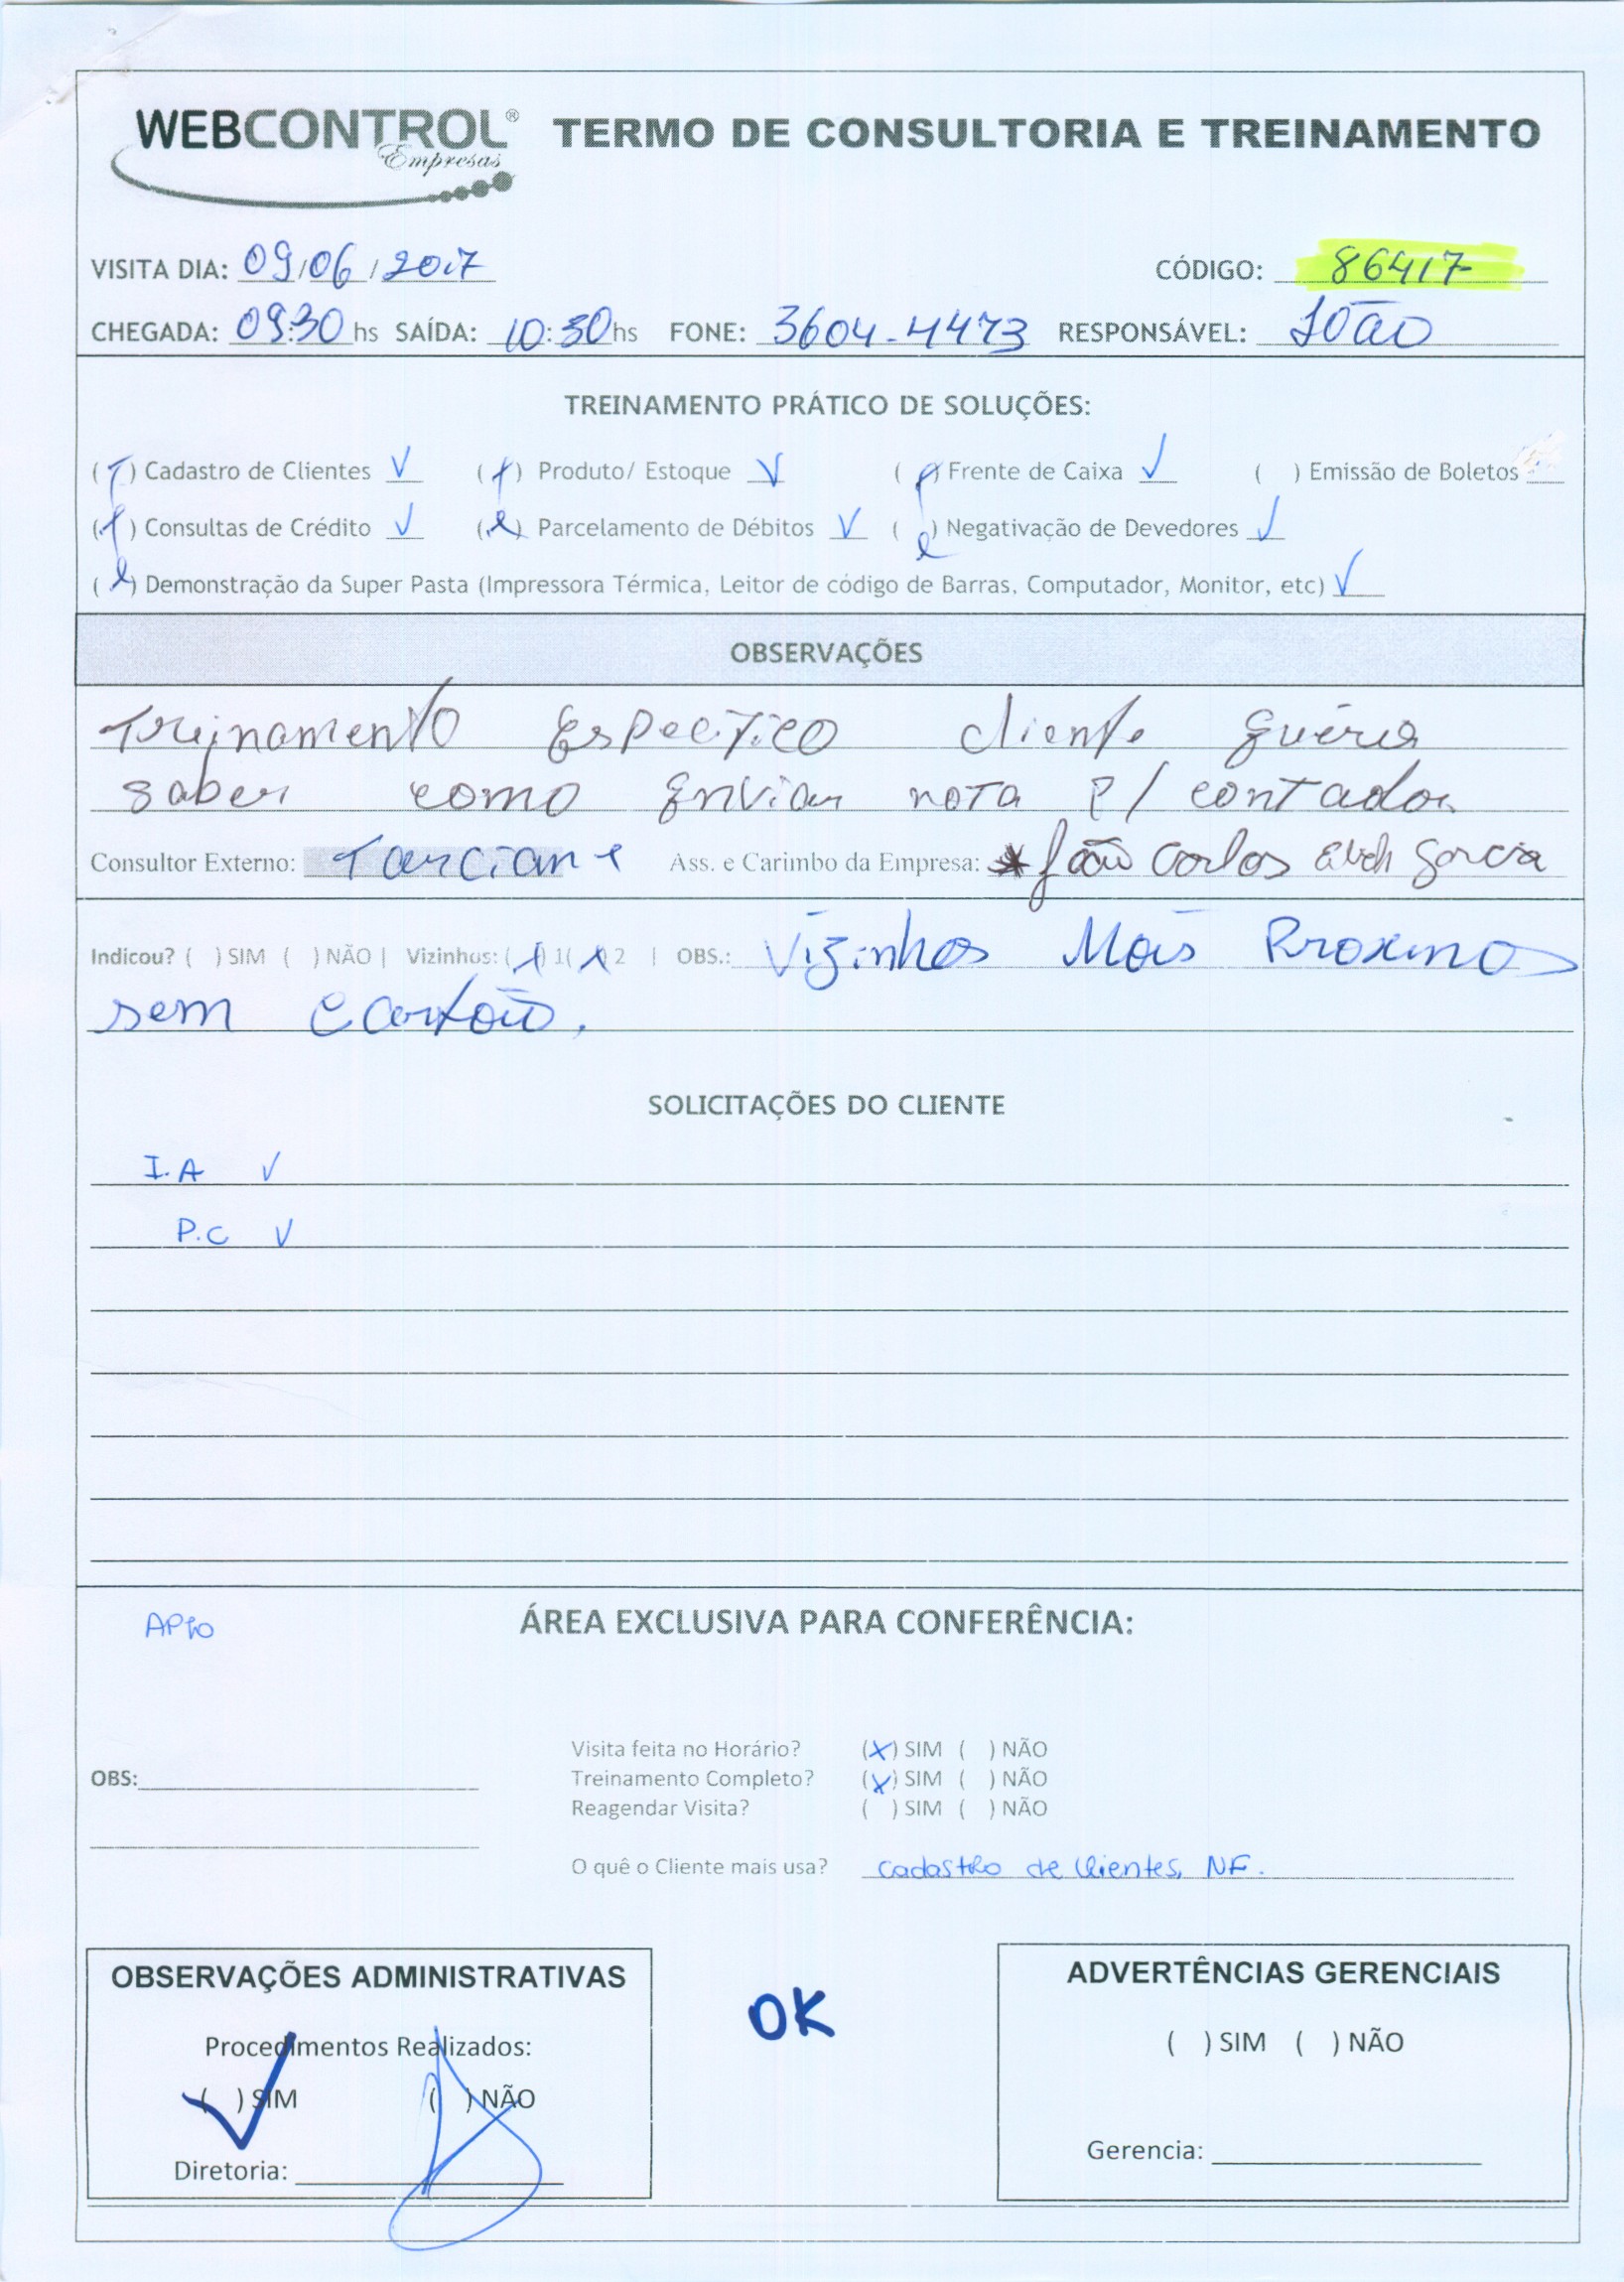 WEBCONTROL® Empresas TERMO DE CONSULTORIA E TREINAMENTO
VISITA DIA: 09/06/2017 CÓDIGO: 86417
CHEGADA: 09:30 hs SAÍDA: 10:30 hs FONE: 3604-4473 RESPONSÁVEL: JOÃO
TREINAMENTO PRÁTICO DE SOLUÇÕES:
( ) Cadastro de Clientes ( ) Produto/ Estoque ( ) Frente de Caixa ( ) Emissão de Boletos
( ) Consultas de Crédito ( ) Parcelamento de Débitos ( ) Negativação de Devedores
( ) Demonstração da Super Pasta (Impressora Térmica, Leitor de código de Barras, Computador, Monitor, etc)
OBSERVAÇÕES
Treinamento Especifico cliente queria
saber como enviar nota P/ contador
Consultor Externo: Tarciane Ass. e Carimbo da Empresa: João Carlos Garcia
Indicou? ( ) SIM ( ) NÃO | Vizinhos: (x) 1 (x) 2 | OBS.: Vizinhos Mais Proximos
sem ecartão.
SOLICITAÇÕES DO CLIENTE
I.A ✓
P.C ✓
APto ÁREA EXCLUSIVA PARA CONFERÊNCIA:
Visita feita no Horário? (x) SIM ( ) NÃO
OBS: Treinamento Completo? (x) SIM ( ) NÃO
Reagendar Visita? ( ) SIM ( ) NÃO
O quê o Cliente mais usa? Cadastro de Clientes, NF.
OBSERVAÇÕES ADMINISTRATIVAS OK ADVERTÊNCIAS GERENCIAIS
Procedimentos Realizados: ( ) SIM ( ) NÃO
( ) SIM ( ) NÃO
Diretoria: Gerencia: